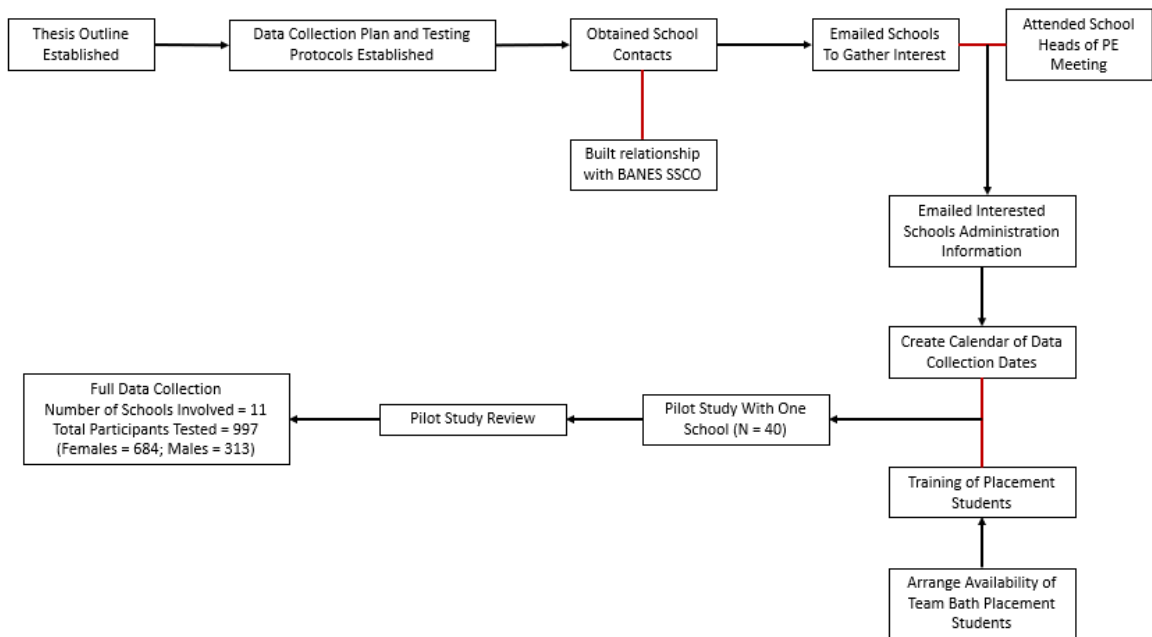 Thesis Outline
Established
Data Collection Plan and Testing
Protocols Established
Obtained School
Contacts
Emailed Schools
To Gather Interest
Attended School
Heads of PE
Meeting
Built relationship
with BANES SSCO
Emailed Interested
Schools Administration
Information
Create Calendar of Data
Collection Dates
Full Data Collection
Number of Schools Involved = 11
Total Participants Tested = 997
(Females = 684; Males = 313)
Pilot Study Review
Pilot Study With One
School (N = 40)
Training of Placement
Students
Arrange Availability of
Team Bath Placement
Students